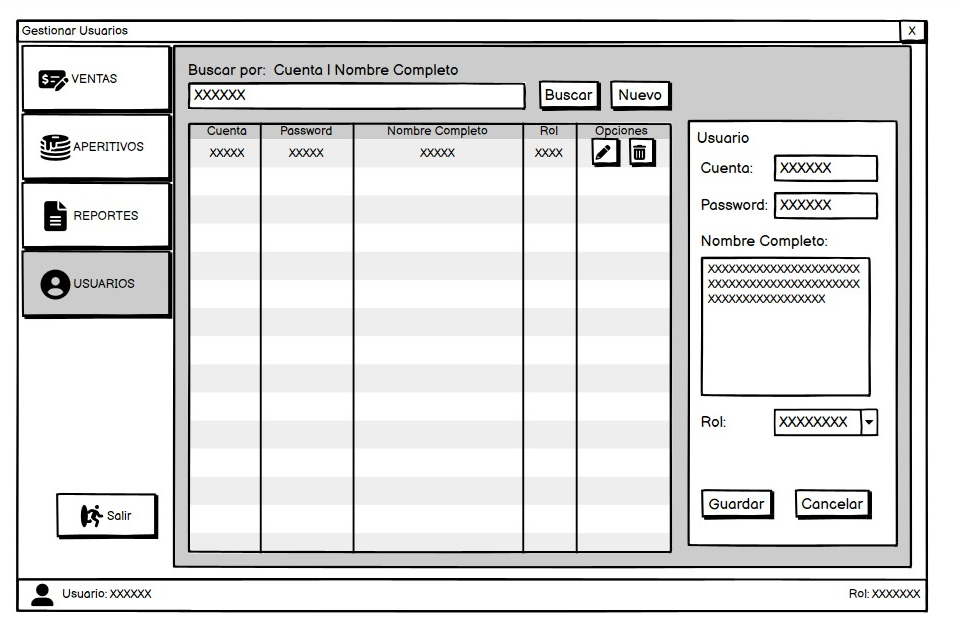 Gestionar Usuarios
X
VENTAS
APERITIVOS
REPORTES
USUARIOS
Salir
Buscar por: Cuenta | Nombre Completo
XXXXXX
Buscar
Nuevo
Cuenta Password Nombre Completo Rol Opciones
XXXXX XXXXX XXXXX XXXX
Usuario
Cuenta: XXXXXX
Password: XXXXXX
Nombre Completo:
XXXXXXXXXXXXXXXXXXXXXX
XXXXXXXXXXXXXXXXXXXXXX
XXXXXXXXXXXXXXXXX
Rol: XXXXXXXX
Guardar
Cancelar
Usuario: XXXXXX
Rol: XXXXXXX